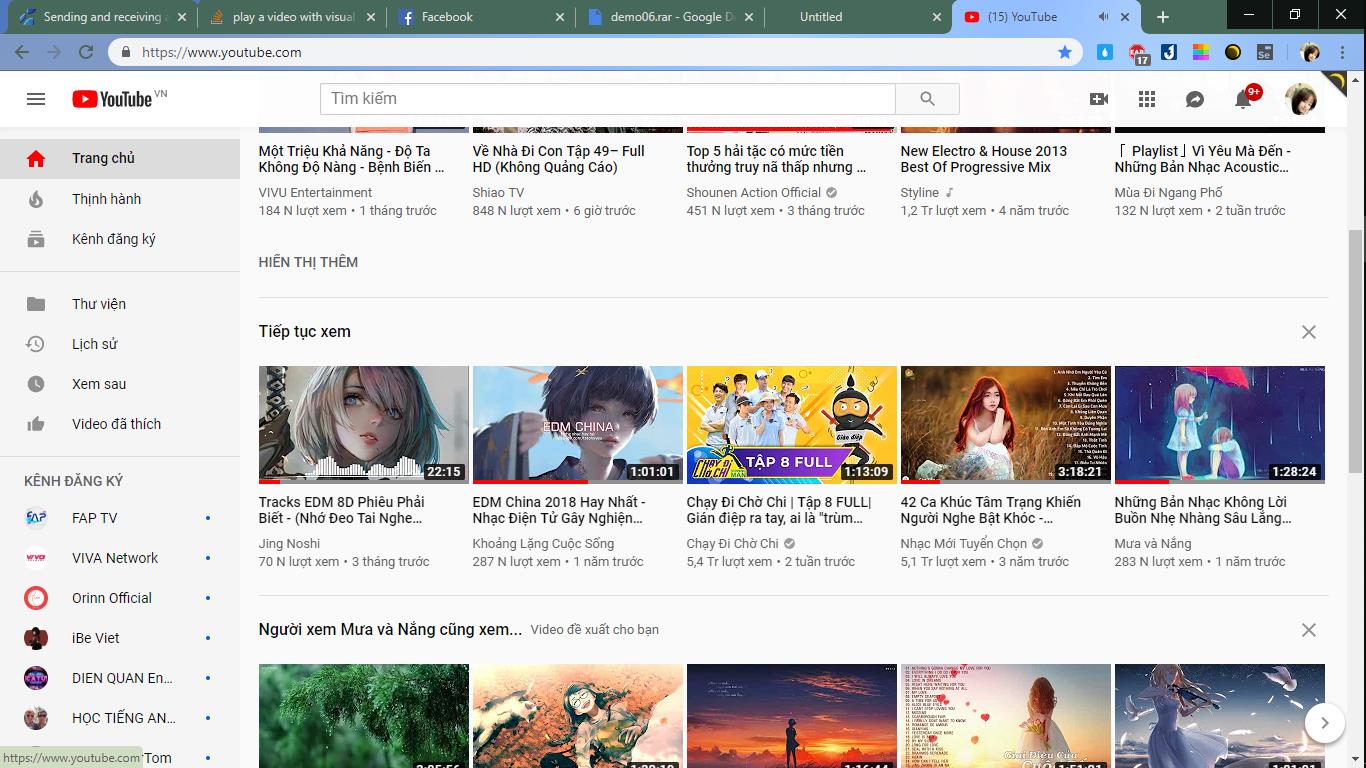 Sending and receiving a
play a video with visual
Facebook
demo06.rar - Google D
Untitled
(15) YouTube
https://www.youtube.com
17
Se
YouTube VN
Tìm kiếm
9+
Trang chủ
Thịnh hành
Kênh đăng ký
Thư viện
Lịch sử
Xem sau
Video đã thích
KÊNH ĐĂNG KÝ
FAP TV
VIVA Network
Orinn Official
iBe Viet
DIEN QUAN En...
HỌC TIẾNG AN...
Tom
https://www.youtube.com
Một Triệu Khả Năng - Độ Ta
Không Độ Nàng - Bệnh Biến ...
VIVU Entertainment
184 N lượt xem • 1 tháng trước
Về Nhà Đi Con Tập 49– Full
HD (Không Quảng Cáo)
Shiao TV
848 N lượt xem • 6 giờ trước
Top 5 hải tặc có mức tiền
thưởng truy nã thấp nhưng ...
Shounen Action Official
451 N lượt xem • 3 tháng trước
New Electro & House 2013
Best Of Progressive Mix
Styline
1,2 Tr lượt xem • 4 năm trước
「 Playlist」Vì Yêu Mà Đến -
Những Bản Nhạc Acoustic...
Mùa Đi Ngang Phố
132 N lượt xem • 2 tuần trước
HIỂN THỊ THÊM
Tiếp tục xem
22:15
Tracks EDM 8D Phiêu Phải
Biết - (Nhớ Đeo Tai Nghe...
Jing Noshi
70 N lượt xem • 3 tháng trước
EDM CHINA
1:01:01
EDM China 2018 Hay Nhất -
Nhạc Điện Tử Gây Nghiện...
Khoảng Lặng Cuộc Sống
287 N lượt xem • 1 năm trước
Gián điệp
CHẠY ĐI CHỜ CHI
TẬP 8 FULL
1:13:09
Chạy Đi Chờ Chi | Tập 8 FULL|
Gián điệp ra tay, ai là "trùm...
Chạy Đi Chờ Chi
5,4 Tr lượt xem • 2 tuần trước
3:18:21
42 Ca Khúc Tâm Trạng Khiến
Người Nghe Bật Khóc -...
Nhạc Mới Tuyển Chọn
5,1 Tr lượt xem • 3 năm trước
1:28:24
Những Bản Nhạc Không Lời
Buồn Nhẹ Nhàng Sâu Lắng...
Mưa và Nắng
283 N lượt xem • 1 năm trước
Người xem Mưa và Nắng cũng xem...
Video đề xuất cho bạn
Giai Điệu Của